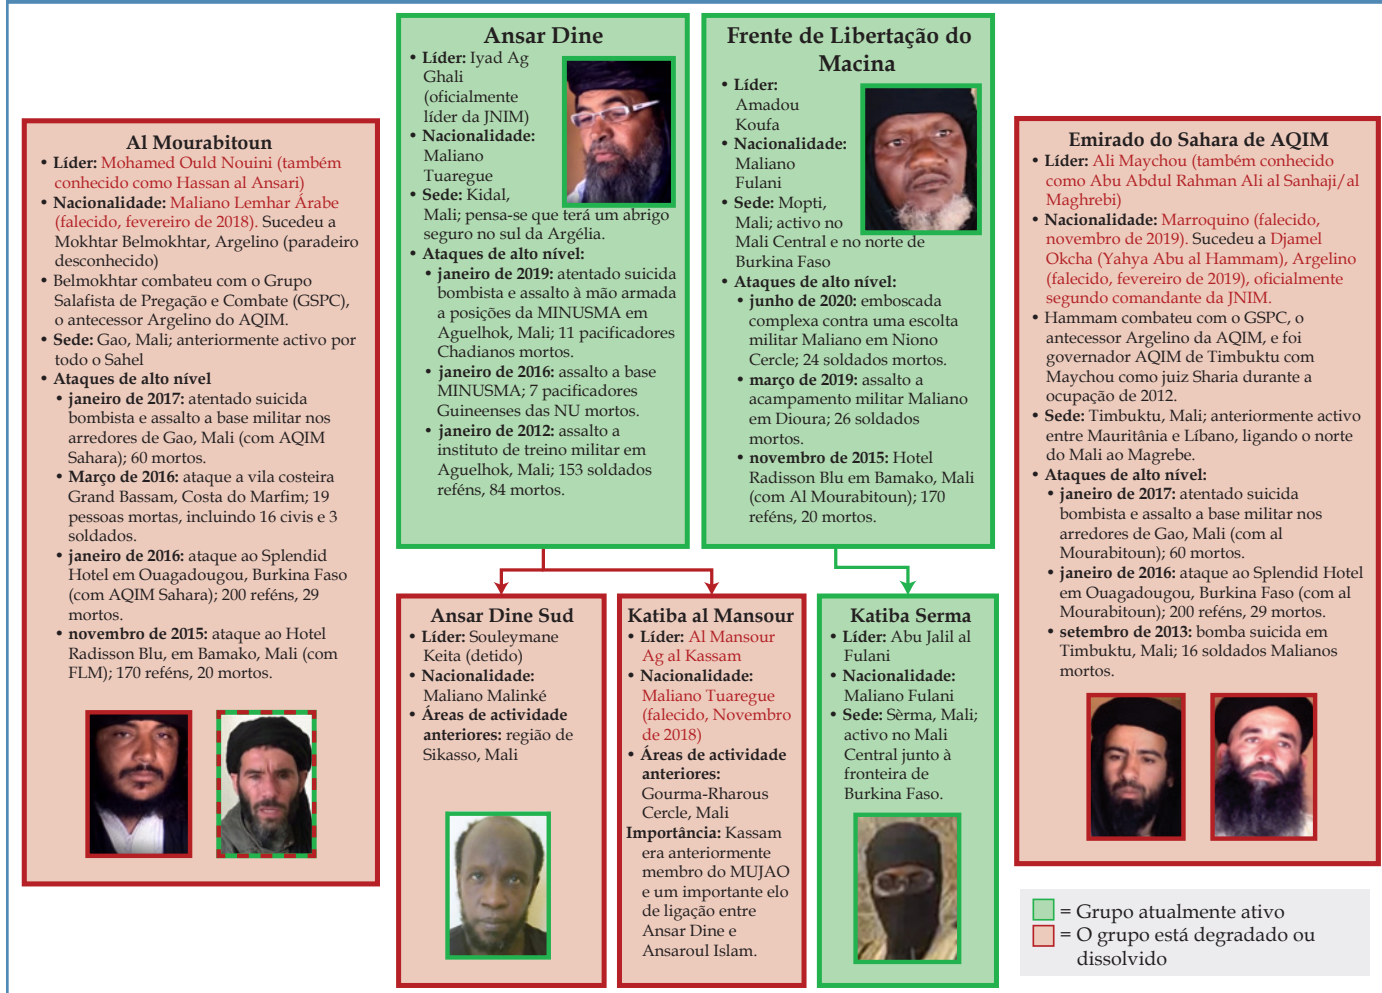 Al Mourabitoun
• Líder: Mohamed Ould Nouini (também
conhecido como Hassan al Ansari)
• Nacionalidade: Maliano Lemhar Árabe
(falecido, fevereiro de 2018). Sucedeu a
Mokhtar Belmokhtar, Argelino (paradeiro
desconhecido)
• Belmokhtar combateu com o Grupo
Salafista de Pregação e Combate (GSPC),
o antecessor Argelino do AQIM.
• Sede: Gao, Mali; anteriormente activo por
todo o Sahel
• Ataques de alto nível
• janeiro de 2017: atentado suicida
bombista e assalto a base militar nos
arredores de Gao, Mali (com AQIM
Sahara); 60 mortos.
• Março de 2016: ataque a vila costeira
Grand Bassam, Costa do Marfim; 19
pessoas mortas, incluindo 16 civis e 3
soldados.
• janeiro de 2016: ataque ao Splendid
Hotel em Ouagadougou, Burkina Faso
(com AQIM Sahara); 200 reféns, 29
mortos.
• novembro de 2015: ataque ao Hotel
Radisson Blu, em Bamako, Mali (com
FLM); 170 reféns, 20 mortos.
Ansar Dine
• Líder: Iyad Ag
Ghali
(oficialmente
líder da JNIM)
• Nacionalidade:
Maliano
Tuaregue
• Sede: Kidal,
Mali; pensa-se que terá um abrigo
seguro no sul da Argélia.
• Ataques de alto nível:
• janeiro de 2019: atentado suicida
bombista e assalto à mão armada
a posições da MINUSMA em
Aguelhok, Mali; 11 pacificadores
Chadianos mortos.
• janeiro de 2016: assalto a base
MINUSMA; 7 pacificadores
Guineenses das NU mortos.
• janeiro de 2012: assalto a
instituto de treino militar em
Aguelhok, Mali; 153 soldados
reféns, 84 mortos.
Frente de Libertação do
Macina
• Líder:
Amadou
Koufa
• Nacionalidade:
Maliano
Fulani
• Sede: Mopti,
Mali; activo no
Mali Central e no norte de
Burkina Faso
• Ataques de alto nível:
• junho de 2020: emboscada
complexa contra uma escolta
militar Maliano em Niono
Cercle; 24 soldados mortos.
• março de 2019: assalto a
acampamento militar Maliano
em Dioura; 26 soldados
mortos.
• novembro de 2015: Hotel
Radisson Blu em Bamako, Mali
(com Al Mourabitoun); 170
reféns, 20 mortos.
Emirado do Sahara de AQIM
• Líder: Ali Maychou (também conhecido
como Abu Abdul Rahman Ali al Sanhaji/al
Maghrebi)
• Nacionalidade: Marroquino (falecido,
novembro de 2019). Sucedeu a Djamel
Okcha (Yahya Abu al Hammam), Argelino
(falecido, fevereiro de 2019), oficialmente
segundo comandante da JNIM.
• Hammam combateu com o GSPC, o
antecessor Argelino da AQIM, e foi
governador AQIM de Timbuktu com
Maychou como juiz Sharia durante a
ocupação de 2012.
• Sede: Timbuktu, Mali; anteriormente activo
entre Mauritânia e Líbano, ligando o norte
do Mali ao Magrebe.
• Ataques de alto nível:
• janeiro de 2017: atentado suicida
bombista e assalto a base militar nos
arredores de Gao, Mali (com al
Mourabitoun); 60 mortos.
• janeiro de 2016: ataque ao Splendid Hotel
em Ouagadougou, Burkina Faso (com al
Mourabitoun); 200 reféns, 29 mortos.
• setembro de 2013: bomba suicida em
Timbuktu, Mali; 16 soldados Malianos
mortos.
Ansar Dine Sud
• Líder: Souleymane
Keita (detido)
• Nacionalidade:
Maliano Malinké
• Áreas de actividade
anteriores: região de
Sikasso, Mali
Katiba al Mansour
• Líder: Al Mansour
Ag al Kassam
• Nacionalidade:
Maliano Tuaregue
(falecido, Novembro
de 2018)
• Áreas de actividade
anteriores:
Gourma-Rharous
Cercle, Mali
Importância: Kassam
era anteriormente
membro do MUJAO
e um importante elo
de ligação entre
Ansar Dine e
Ansaroul Islam.
Katiba Serma
• Líder: Abu Jalil al
Fulani
• Nacionalidade:
Maliano Fulani
• Sede: Sèrma, Mali;
activo no Mali
Central junto à
fronteira de
Burkina Faso.
= Grupo atualmente ativo
= O grupo está degradado ou
dissolvido